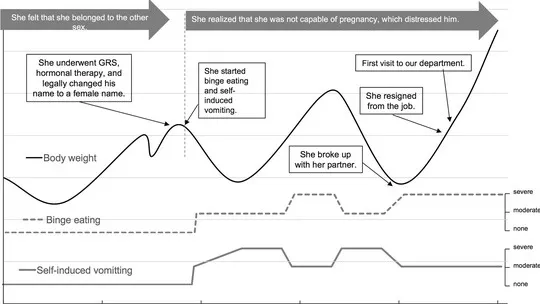 She felt that she belonged to the other
sex.
She realized that she was not capable of pregnancy, which distressed him.
She underwent GRS,
hormonal therapy, and
legally changed his
name to a female name.
She started
binge eating
and self-
induced
vomiting.
First visit to our department.
She resigned
from the job.
She broke up
with her partner.
Body weight
Binge eating
Self-induced vomitting
severe
moderate
none
severe
moderate
none